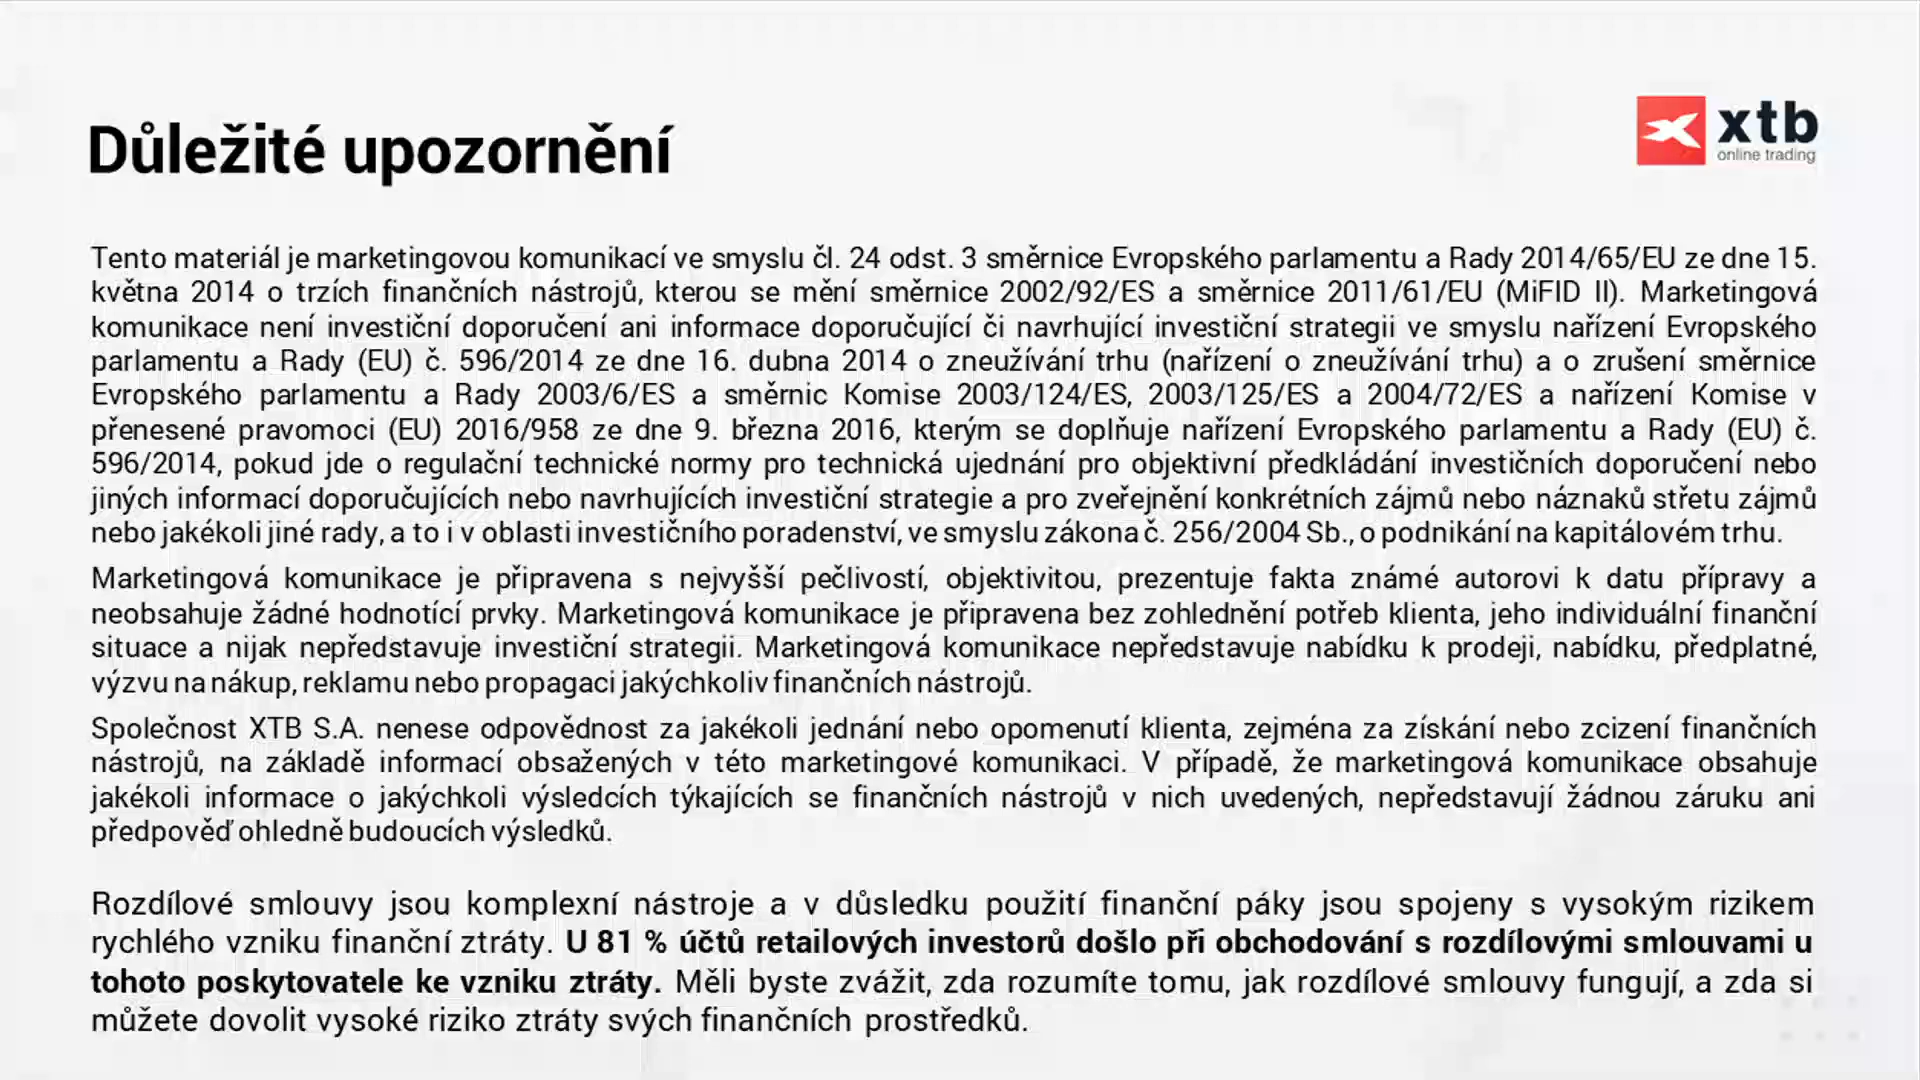 Důležité upozornění
xtb
online trading
Tento materiál je marketingovou komunikací ve smyslu čl. 24 odst. 3 směrnice Evropského parlamentu a Rady 2014/65/EU ze dne 15.
května 2014 o trzích finančních nástrojů, kterou se mění směrnice 2002/92/ES a směrnice 2011/61/EU (MiFID II). Marketingová
komunikace není investiční doporučení ani informace doporučující či navrhující investiční strategii ve smyslu nařízení Evropského
parlamentu a Rady (EU) č. 596/2014 ze dne 16. dubna 2014 o zneužívání trhu (nařízení o zneužívání trhu) a o zrušení směrnice
Evropského parlamentu a Rady 2003/6/ES a směrnic Komise 2003/124/ES, 2003/125/ES a 2004/72/ES a nařízení Komise v
přenesené pravomoci (EU) 2016/958 ze dne 9. března 2016, kterým se doplňuje nařízení Evropského parlamentu a Rady (EU) č.
596/2014, pokud jde o regulační technické normy pro technická ujednání pro objektivní předkládání investičních doporučení nebo
jiných informací doporučujících nebo navrhujících investiční strategie a pro zveřejnění konkrétních zájmů nebo náznaků střetu zájmů
nebo jakékoli jiné rady, a to i v oblasti investičního poradenství, ve smyslu zákona č. 256/2004 Sb., o podnikání na kapitálovém trhu.
Marketingová komunikace je připravena s nejvyšší pečlivostí, objektivitou, prezentuje fakta známé autorovi k datu přípravy a
neobsahuje žádné hodnotící prvky. Marketingová komunikace je připravena bez zohlednění potřeb klienta, jeho individuální finanční
situace a nijak nepředstavuje investiční strategii. Marketingová komunikace nepředstavuje nabídku k prodeji, nabídku, předplatné,
výzvu na nákup, reklamu nebo propagaci jakýchkoliv finančních nástrojů.
Společnost XTB S.A. nenese odpovědnost za jakékoli jednání nebo opomenutí klienta, zejména za získání nebo zcizení finančních
nástrojů, na základě informací obsažených v této marketingové komunikaci. V případě, že marketingová komunikace obsahuje
jakékoli informace o jakýchkoli výsledcích týkajících se finančních nástrojů v nich uvedených, nepředstavují žádnou záruku ani
předpověď ohledně budoucích výsledků.
Rozdílové smlouvy jsou komplexní nástroje a v důsledku použití finanční páky jsou spojeny s vysokým rizikem
rychlého vzniku finanční ztráty. U 81 % účtů retailových investorů došlo při obchodování s rozdílovými smlouvami u
tohoto poskytovatele ke vzniku ztráty. Měli byste zvážit, zda rozumíte tomu, jak rozdílové smlouvy fungují, a zda si
můžete dovolit vysoké riziko ztráty svých finančních prostředků.